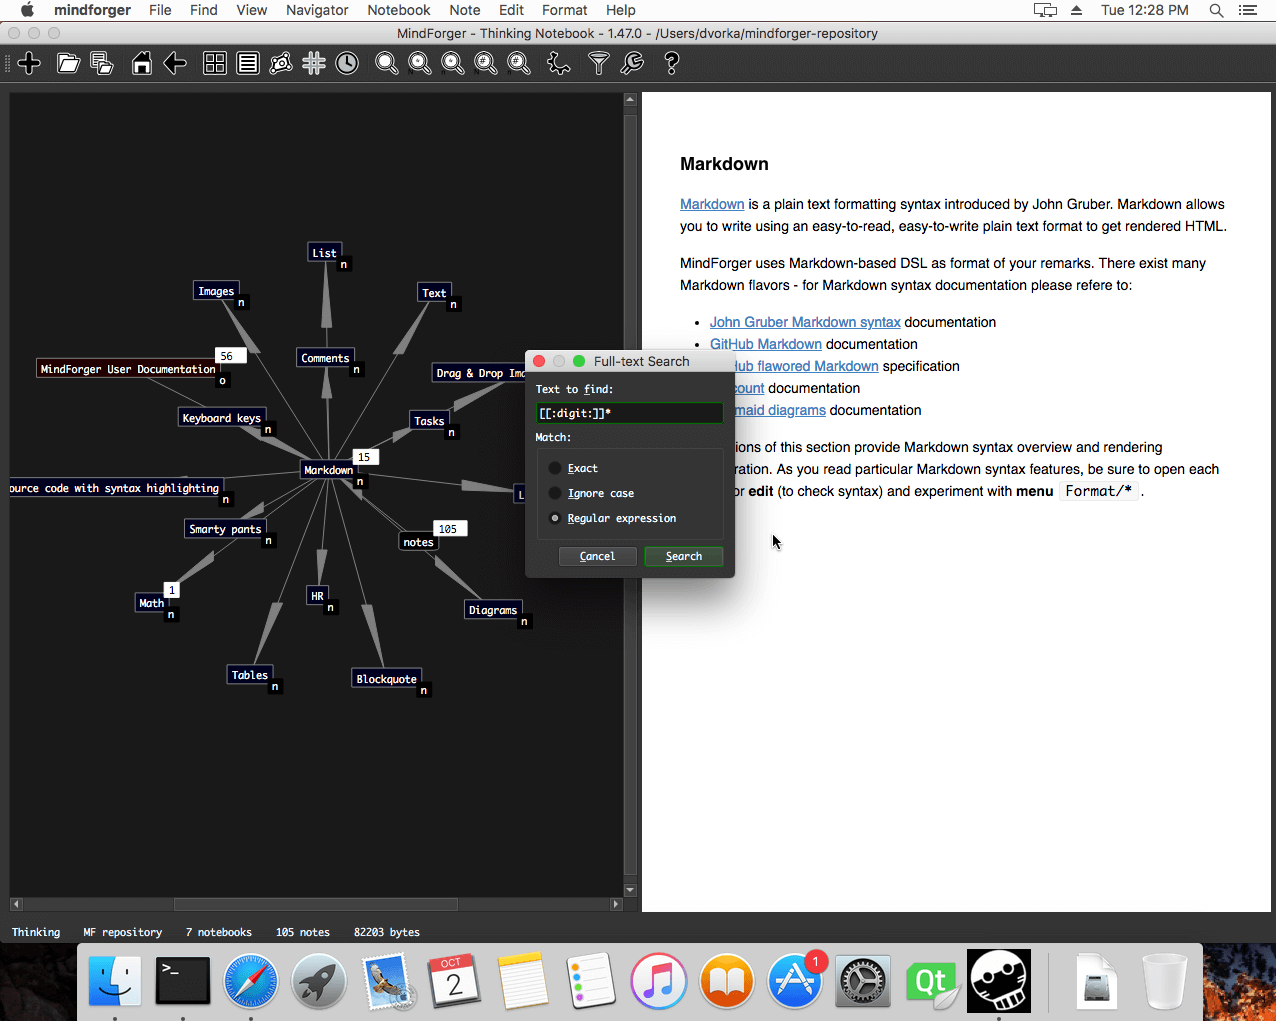 mindforger File Find View Navigator Notebook Note Edit Format Help Tue 12:28 PM
MindForger - Thinking Notebook - 1.47.0 - /Users/dvorka/mindforger-repository
List
n
Images
n
Text
n
56
MindForger User Documentation
o
Comments
n
Drag & Drop
Keyboard keys
n
Tasks
n
15
Markdown
n
ource code with syntax highlighting
n
L
Smarty pants
n
105
notes
1
Math
n
HR
n
Diagrams
n
Tables
n
Blockquote
n
Full-text Search
Text to find:
[[:digit:]]*
Match:
Exact
Ignore case
Regular expression
Cancel Search
Markdown
Markdown is a plain text formatting syntax introduced by John Gruber. Markdown allows
you to write using an easy-to-read, easy-to-write plain text format to get rendered HTML.
MindForger uses Markdown-based DSL as format of your remarks. There exist many
Markdown flavors - for Markdown syntax documentation please refere to:
• John Gruber Markdown syntax documentation
• GitHub Markdown documentation
Hub flawored Markdown specification
count documentation
maid diagrams documentation
ions of this section provide Markdown syntax overview and rendering
ration. As you read particular Markdown syntax features, be sure to open each
or edit (to check syntax) and experiment with menu Format/* .
Thinking MF repository 7 notebooks 105 notes 82203 bytes
>_
OCT
2
1
Qt